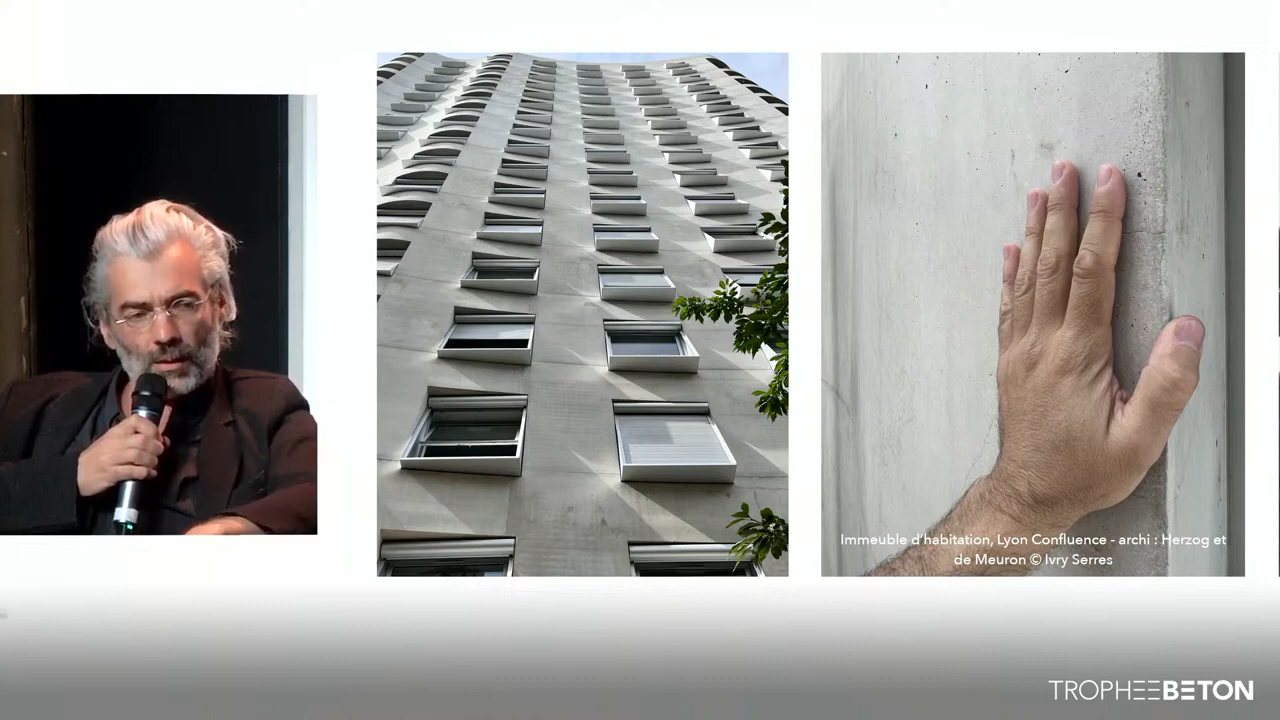 Immeuble d'habitation, Lyon Confluence - archi : Herzog et
de Meuron © Ivry Serres
TROPHEEBETON